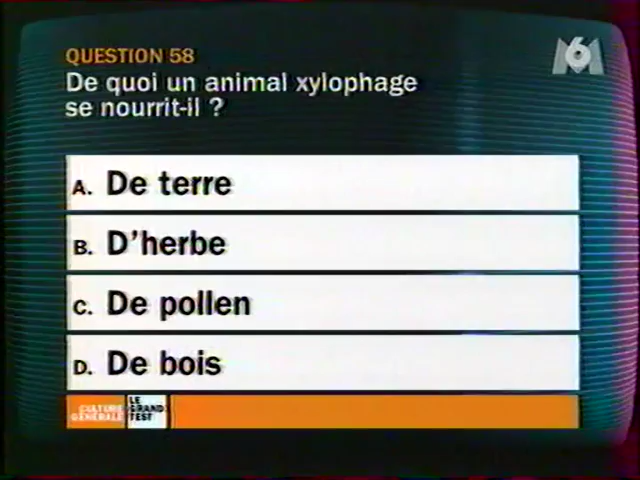 QUESTION 58
De quoi un animal xylophage
se nourrit-il ?
M6
A. De terre
B. D'herbe
C. De pollen
D. De bois
CULTURE
GÉNÉRALE
LE
GRAND
TEST